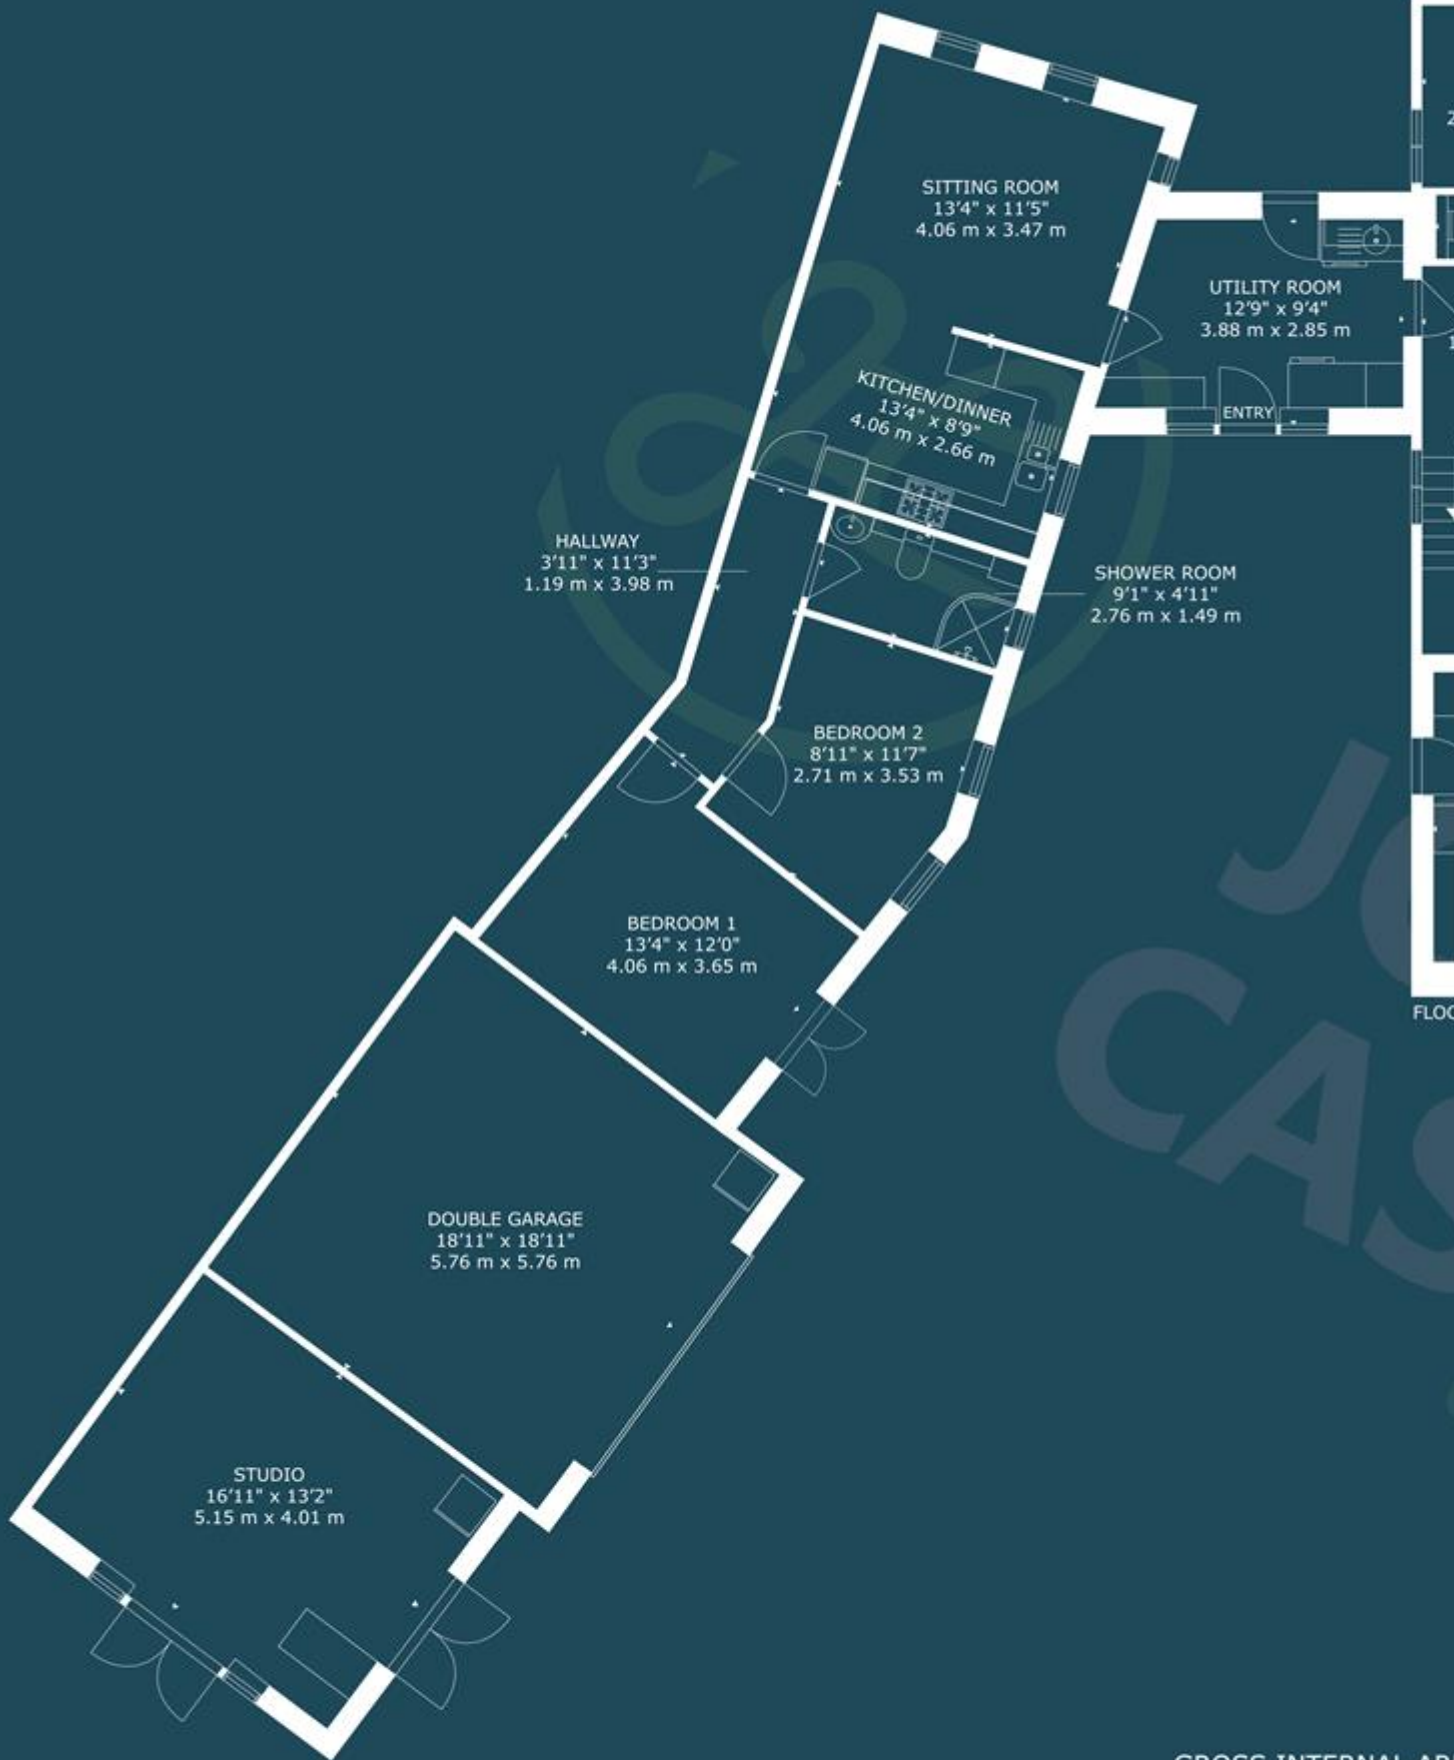 SITTING ROOM
13'4" x 11'5"
4.06 m x 3.47 m
UTILITY ROOM
12'9" x 9'4"
3.88 m x 2.85 m
KITCHEN/DINNER
13'4" x 8'9"
4.06 m x 2.66 m
ENTRY
HALLWAY
3'11" x 11'3"
1.19 m x 3.98 m
SHOWER ROOM
9'1" x 4'11"
2.76 m x 1.49 m
BEDROOM 2
8'11" x 11'7"
2.71 m x 3.53 m
BEDROOM 1
13'4" x 12'0"
4.06 m x 3.65 m
DOUBLE GARAGE
18'11" x 18'11"
5.76 m x 5.76 m
STUDIO
16'11" x 13'2"
5.15 m x 4.01 m
GROSS INTERNAL